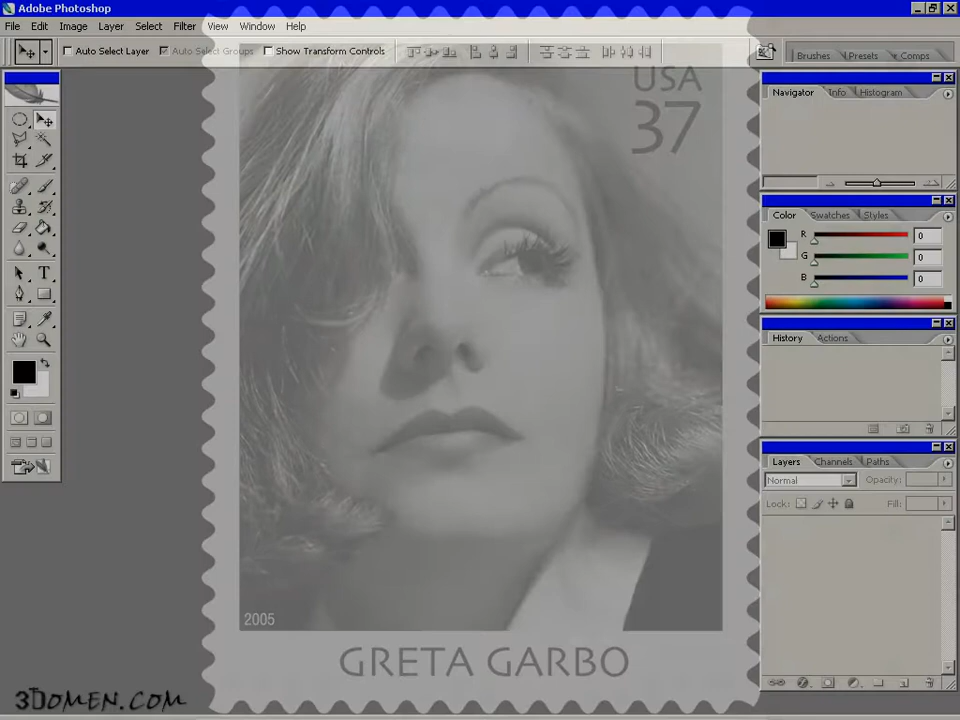 Adobe Photoshop
File Edit Image Layer Select Filter View Window Help
Auto Select Layer Auto Select Groups Show Transform Controls
Brushes Presets Comps
USA
37
Navigator Info Histogram
Color Swatches Styles
R 0
G 0
B 0
T
History Actions
Layers Channels Paths
Normal Opacity:
Lock: Fill:
2005
GRETA GARBO
3DOMEN.COM